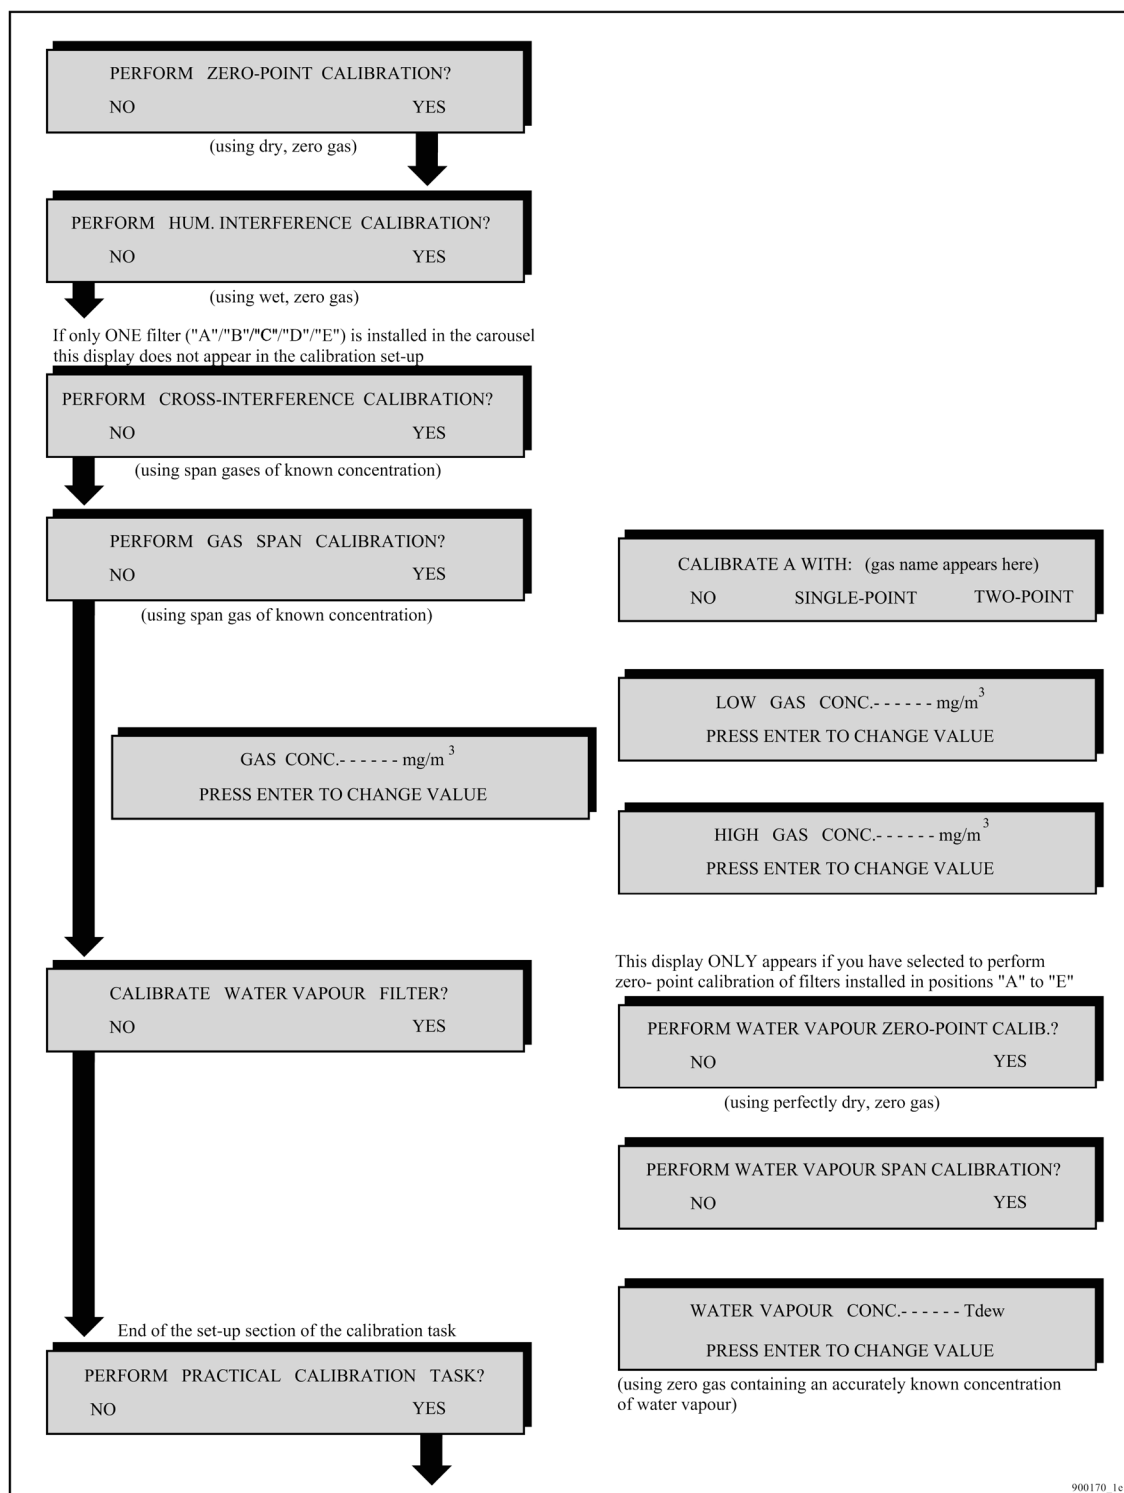 PERFORM ZERO-POINT CALIBRATION?
NO YES
(using dry, zero gas)
PERFORM HUM. INTERFERENCE CALIBRATION?
NO YES
(using wet, zero gas)
If only ONE filter ("A"/"B"/"C"/"D"/"E") is installed in the carousel
this display does not appear in the calibration set-up
PERFORM CROSS-INTERFERENCE CALIBRATION?
NO YES
(using span gases of known concentration)
PERFORM GAS SPAN CALIBRATION?
NO YES
(using span gas of known concentration)
CALIBRATE A WITH: (gas name appears here)
NO SINGLE-POINT TWO-POINT
LOW GAS CONC.- - - - - - mg/m³
PRESS ENTER TO CHANGE VALUE
GAS CONC.- - - - - - mg/m³
PRESS ENTER TO CHANGE VALUE
HIGH GAS CONC.- - - - - - mg/m³
PRESS ENTER TO CHANGE VALUE
CALIBRATE WATER VAPOUR FILTER?
NO YES
This display ONLY appears if you have selected to perform
zero- point calibration of filters installed in positions "A" to "E"
PERFORM WATER VAPOUR ZERO-POINT CALIB.?
NO YES
(using perfectly dry, zero gas)
PERFORM WATER VAPOUR SPAN CALIBRATION?
NO YES
WATER VAPOUR CONC.- - - - - - Tdew
PRESS ENTER TO CHANGE VALUE
(using zero gas containing an accurately known concentration
of water vapour)
End of the set-up section of the calibration task
PERFORM PRACTICAL CALIBRATION TASK?
NO YES
900170_1e